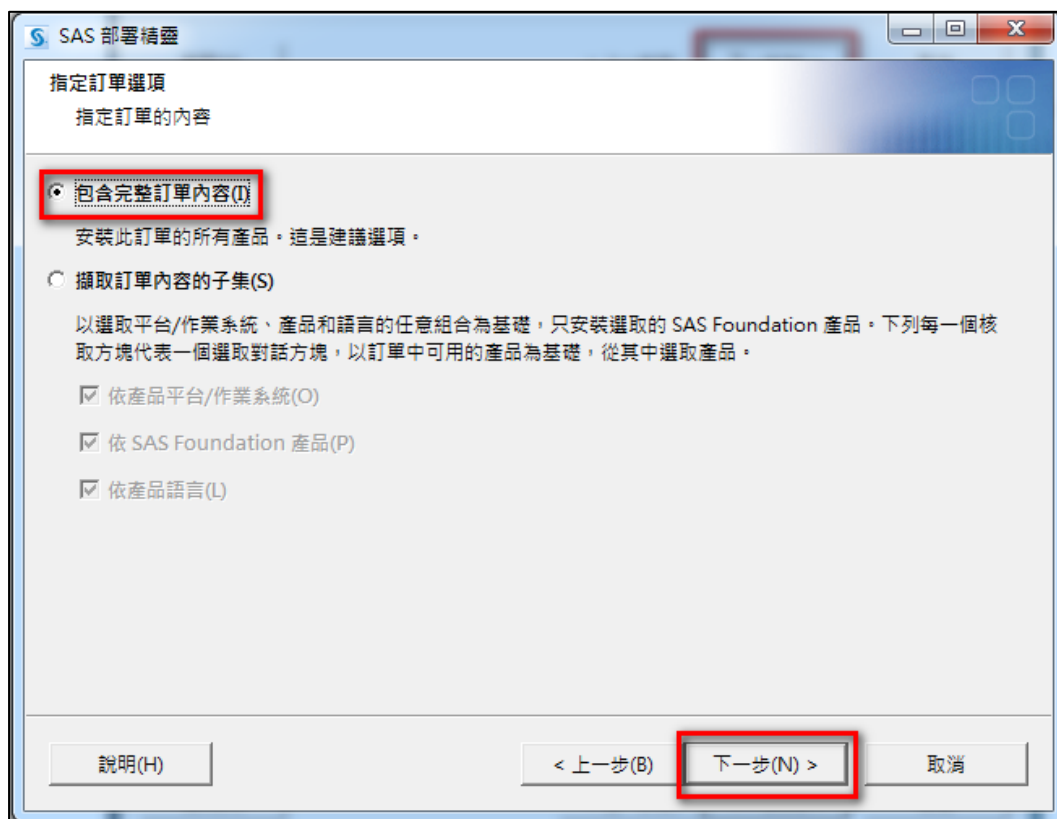 SAS 部署精靈
指定訂單選項
指定訂單的內容
包含完整訂單內容(I)
安裝此訂單的所有產品。這是建議選項。
擷取訂單內容的子集(S)
以選取平台/作業系統、產品和語言的任意組合為基礎，只安裝選取的 SAS Foundation 產品。下列每一個核
取方塊代表一個選取對話方塊，以訂單中可用的產品為基礎，從其中選取產品。
依產品平台/作業系統(O)
依 SAS Foundation 產品(P)
依產品語言(L)
說明(H)
< 上一步(B)
下一步(N) >
取消